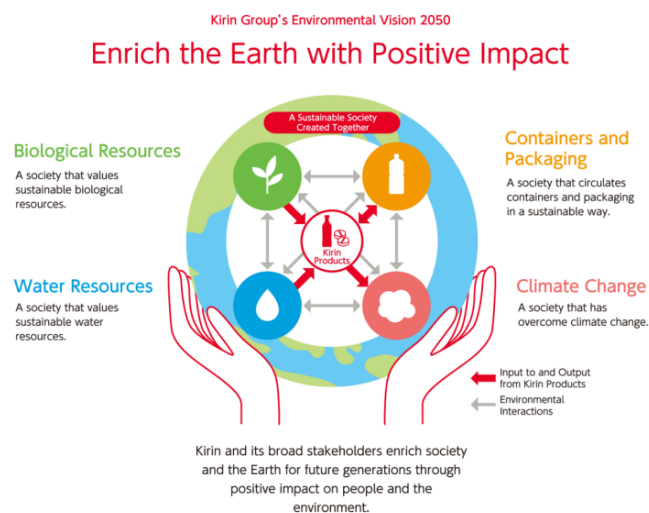 Kirin Group's Environmental Vision 2050
Enrich the Earth with Positive Impact
A Sustainable Society
Created Together
Biological Resources
A society that values
sustainable biological
resources.
Containers and
Packaging
A society that circulates
containers and packaging
in a sustainable way.
Kirin
Products
Water Resources
A society that values
sustainable water
resources.
Climate Change
A society that has
overcome climate change.
Input to and Output
from Kirin Products
Environmental
Interactions
Kirin and its broad stakeholders enrich society
and the Earth for future generations through
positive impact on people and the
environment.